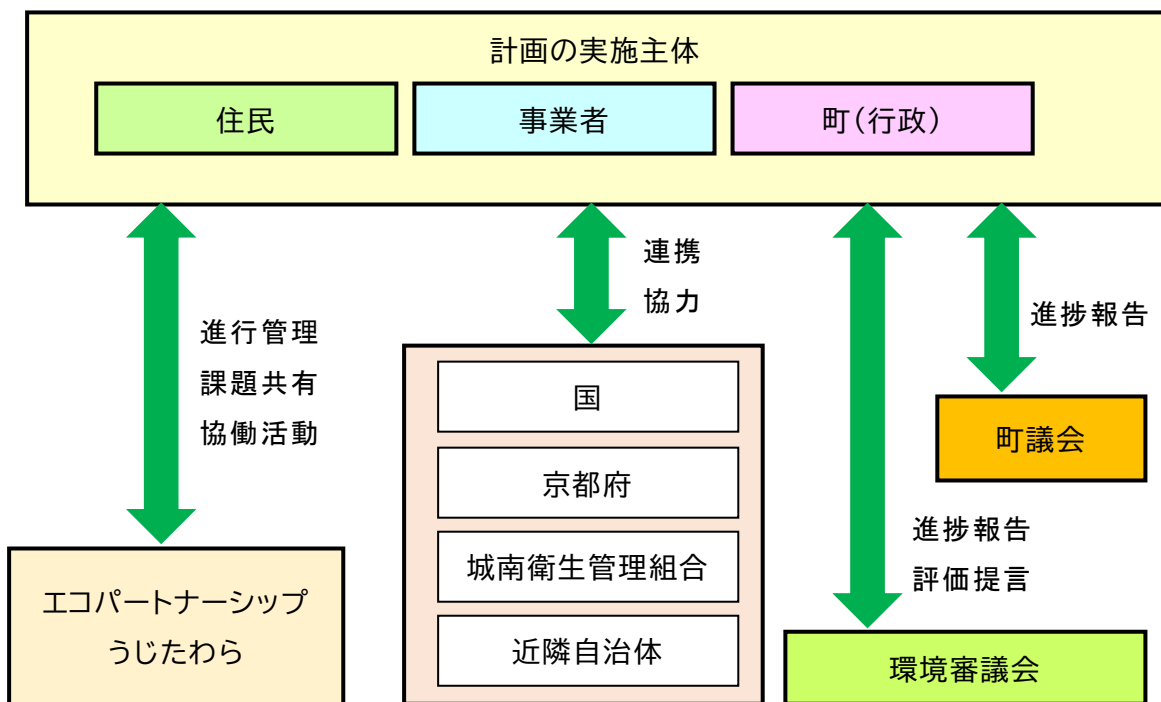 計画の実施主体
住民
事業者
町（行政）
連携
協力
進捗報告
進行管理
課題共有
協働活動
国
京都府
城南衛生管理組合
近隣自治体
町議会
進捗報告
評価提言
エコパートナーシップ
うじたわら
環境審議会